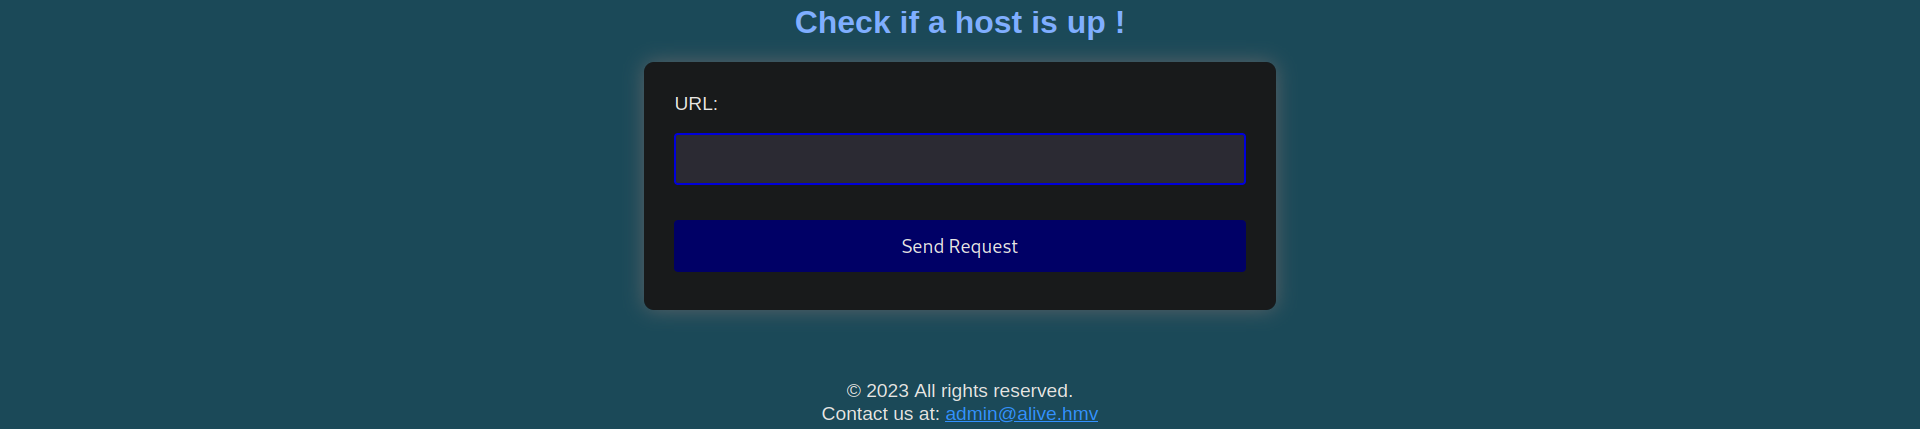 Check if a host is up !
URL:
Send Request
© 2023 All rights reserved.
Contact us at: admin@alive.hmv